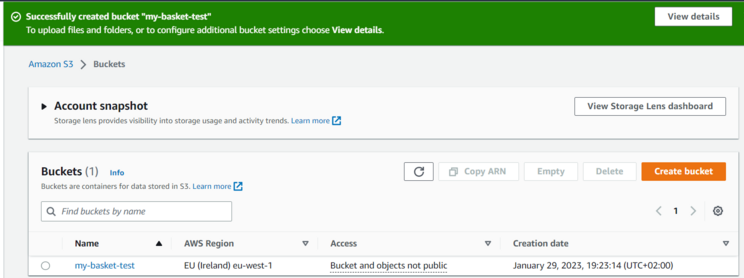 Successfully created bucket "my-basket-test"
To upload files and folders, or to configure additional bucket settings choose View details.
View details
Amazon S3 > Buckets
Account snapshot
Storage lens provides visibility into storage usage and activity trends. Learn more
View Storage Lens dashboard
Buckets (1) Info
Buckets are containers for data stored in S3. Learn more
Copy ARN
Empty
Delete
Create bucket
Find buckets by name
1
Name AWS Region Access Creation date
my-basket-test EU (Ireland) eu-west-1 Bucket and objects not public January 29, 2023, 19:23:14 (UTC+02:00)